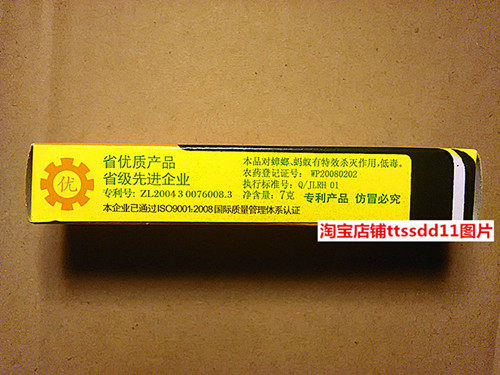 优
省优质产品
省级先进企业
专利号: ZL2004 3 0076008.3
本企业已通过ISO9001:2008国际质量管理体系认证
本品对蟑螂、蚂蚁有特效杀灭作用,低毒。
农药登记证号: WP20080202
执行标准号: Q/JLRH 01
净含量: 7克 专利产品 仿冒必究
淘宝店铺ttssdd11图片